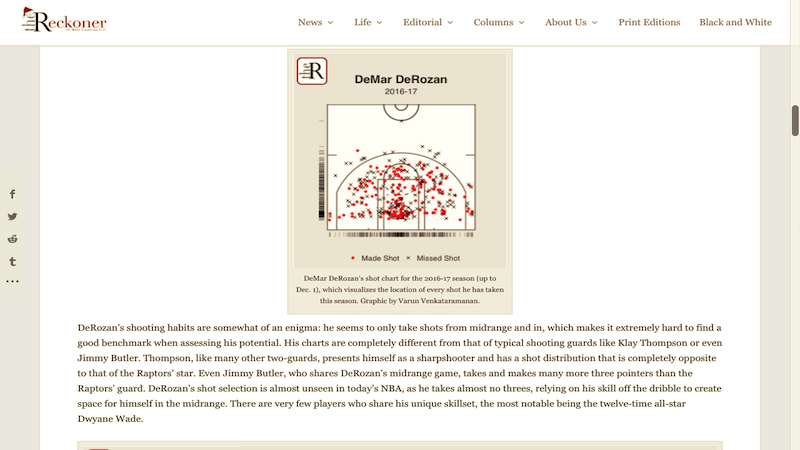 the Reckoner
News
Life
Editorial
Columns
About Us
Print Editions
Black and White
the R
DeMar DeRozan
2016-17
Made Shot × Missed Shot
DeMar DeRozan's shot chart for the 2016-17 season (up to
Dec. 1), which visualizes the location of every shot he has taken
this season. Graphic by Varun Venkataramanan.
DeRozan's shooting habits are somewhat of an enigma: he seems to only take shots from midrange and in, which makes it extremely hard to find a
good benchmark when assessing his potential. His charts are completely different from that of typical shooting guards like Klay Thompson or even
Jimmy Butler. Thompson, like many other two-guards, presents himself as a sharpshooter and has a shot distribution that is completely opposite
to that of the Raptors' star. Even Jimmy Butler, who shares DeRozan's midrange game, takes and makes many more three pointers than the
Raptors' guard. DeRozan's shot selection is almost unseen in today's NBA, as he takes almost no threes, relying on his skill off the dribble to create
space for himself in the midrange. There are very few players who share his unique skillset, the most notable being the twelve-time all-star
Dwyane Wade.